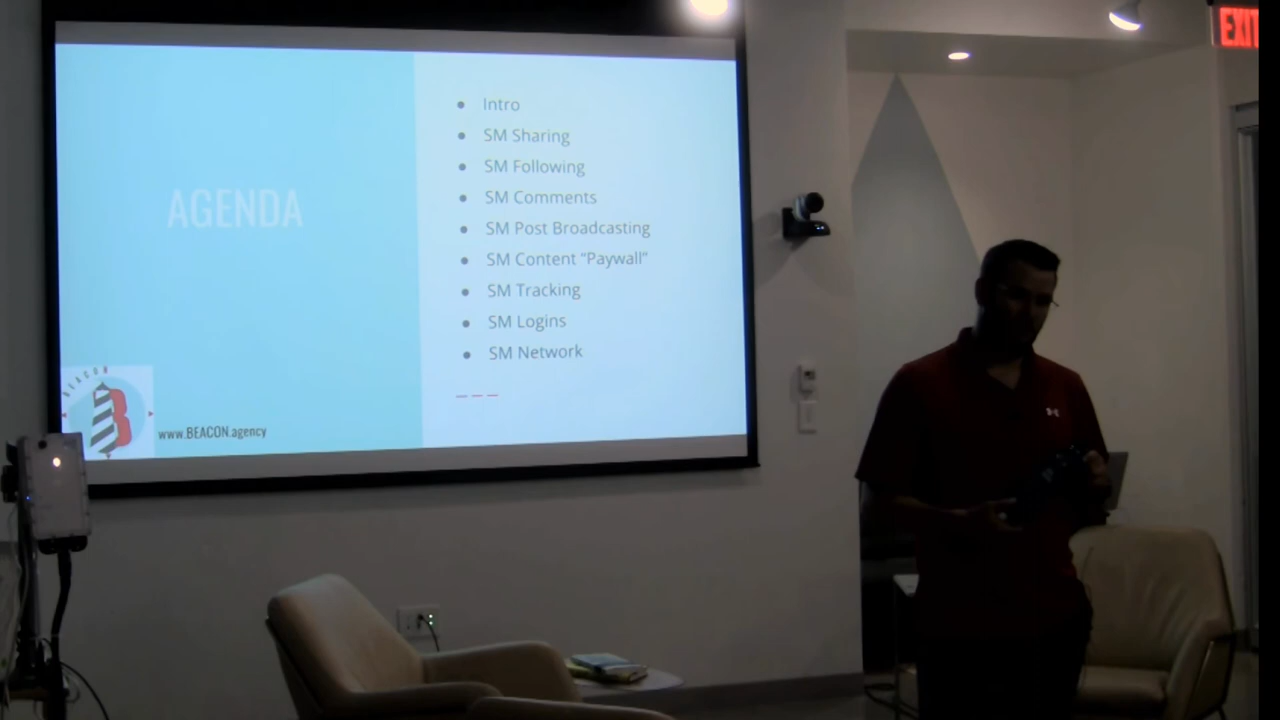 AGENDA
Intro
SM Sharing
SM Following
SM Comments
SM Post Broadcasting
SM Content “Paywall”
SM Tracking
SM Logins
SM Network
BEACON
B
www.BEACON.agency
EXIT